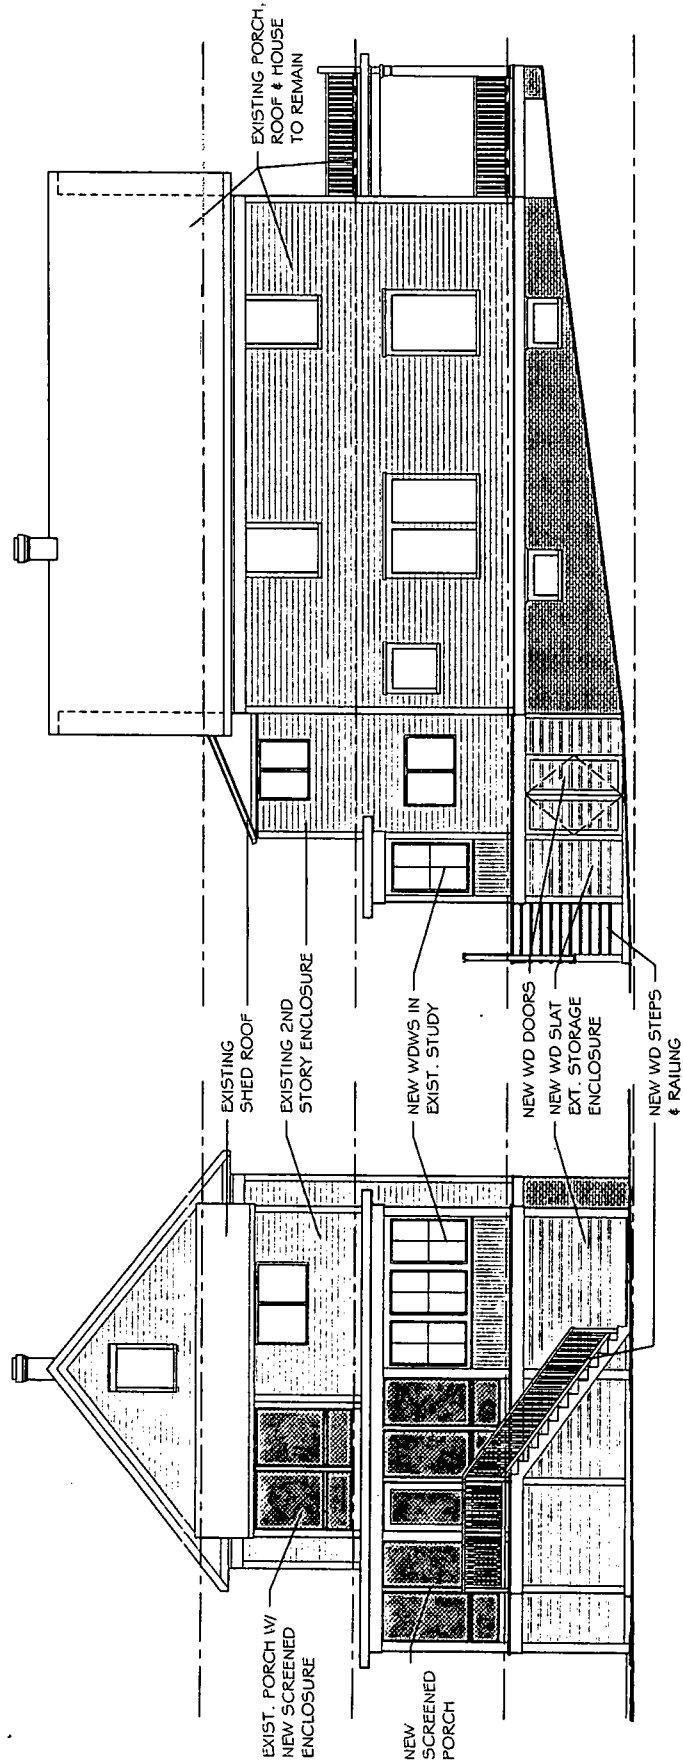 EXIST. PORCH W/
NEW SCREENED
ENCLOSURE
NEW
SCREENED
PORCH
EXISTING
SHED ROOF
EXISTING 2ND
STORY ENCLOSURE
NEW WDWS IN
EXIST. STUDY
NEW WD DOORS
NEW WD SLAT
EXT. STORAGE
ENCLOSURE
NEW WD STEPS
& RAILING
EXISTING PORCH,
ROOF & HOUSE
TO REMAIN